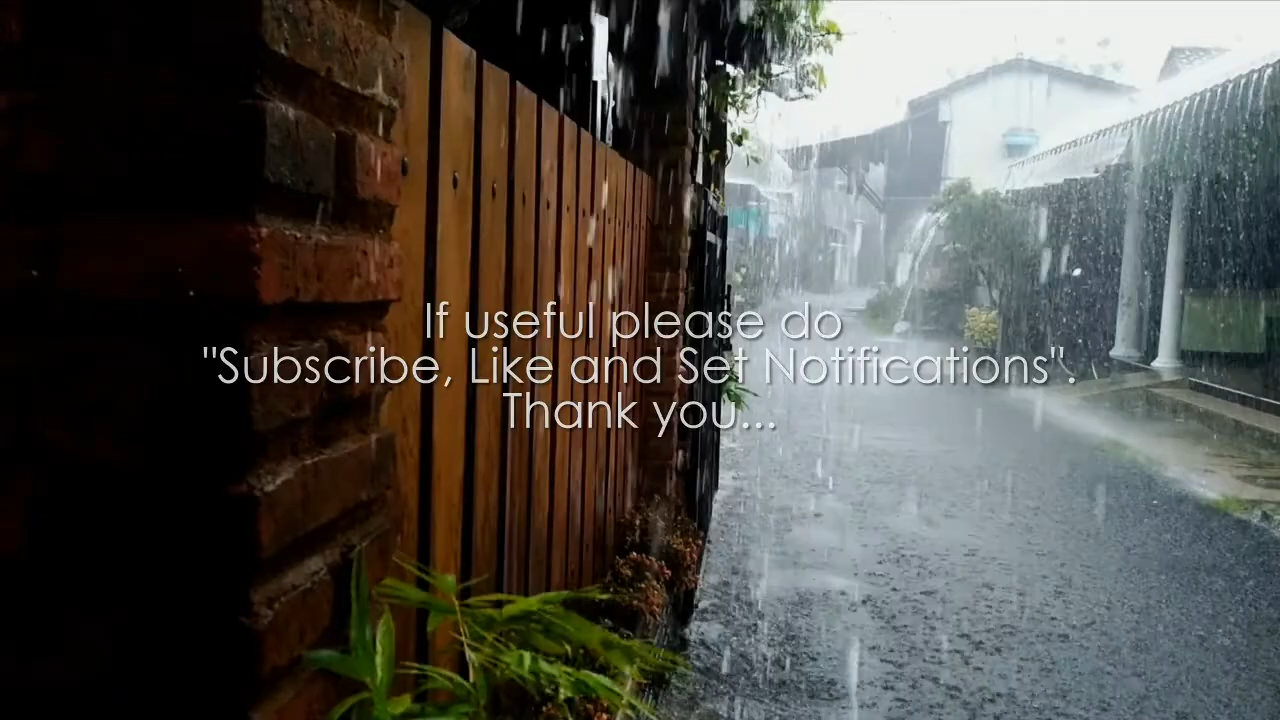 If useful please do
"Subscribe, Like and Set Notifications".
Thank you...